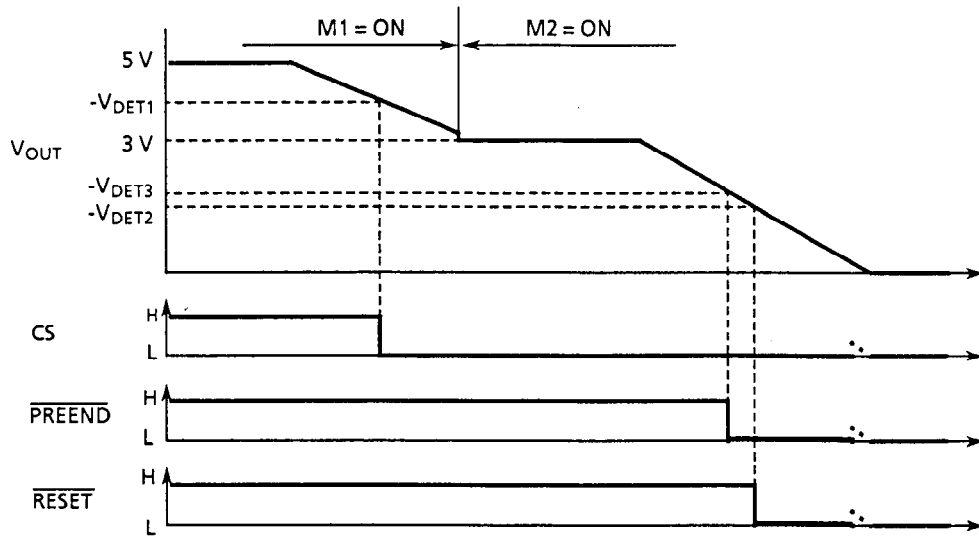 M1 = ON M2 = ON
5 V
-VDET1
3 V
VOUT
-VDET3
-VDET2
H
CS
L
H
PREEND
L
H
RESET
L